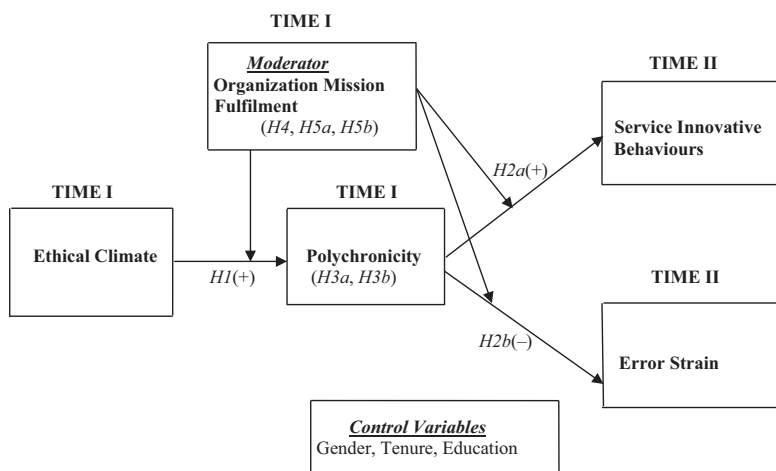 TIME I
Moderator
Organization Mission
Fulfilment
(H4, H5a, H5b)
TIME II
Service Innovative
Behaviours
H2a(+)
TIME I
Ethical Climate
H1(+)
TIME I
Polychronicity
(H3a, H3b)
TIME II
Error Strain
H2b(–)
Control Variables
Gender, Tenure, Education